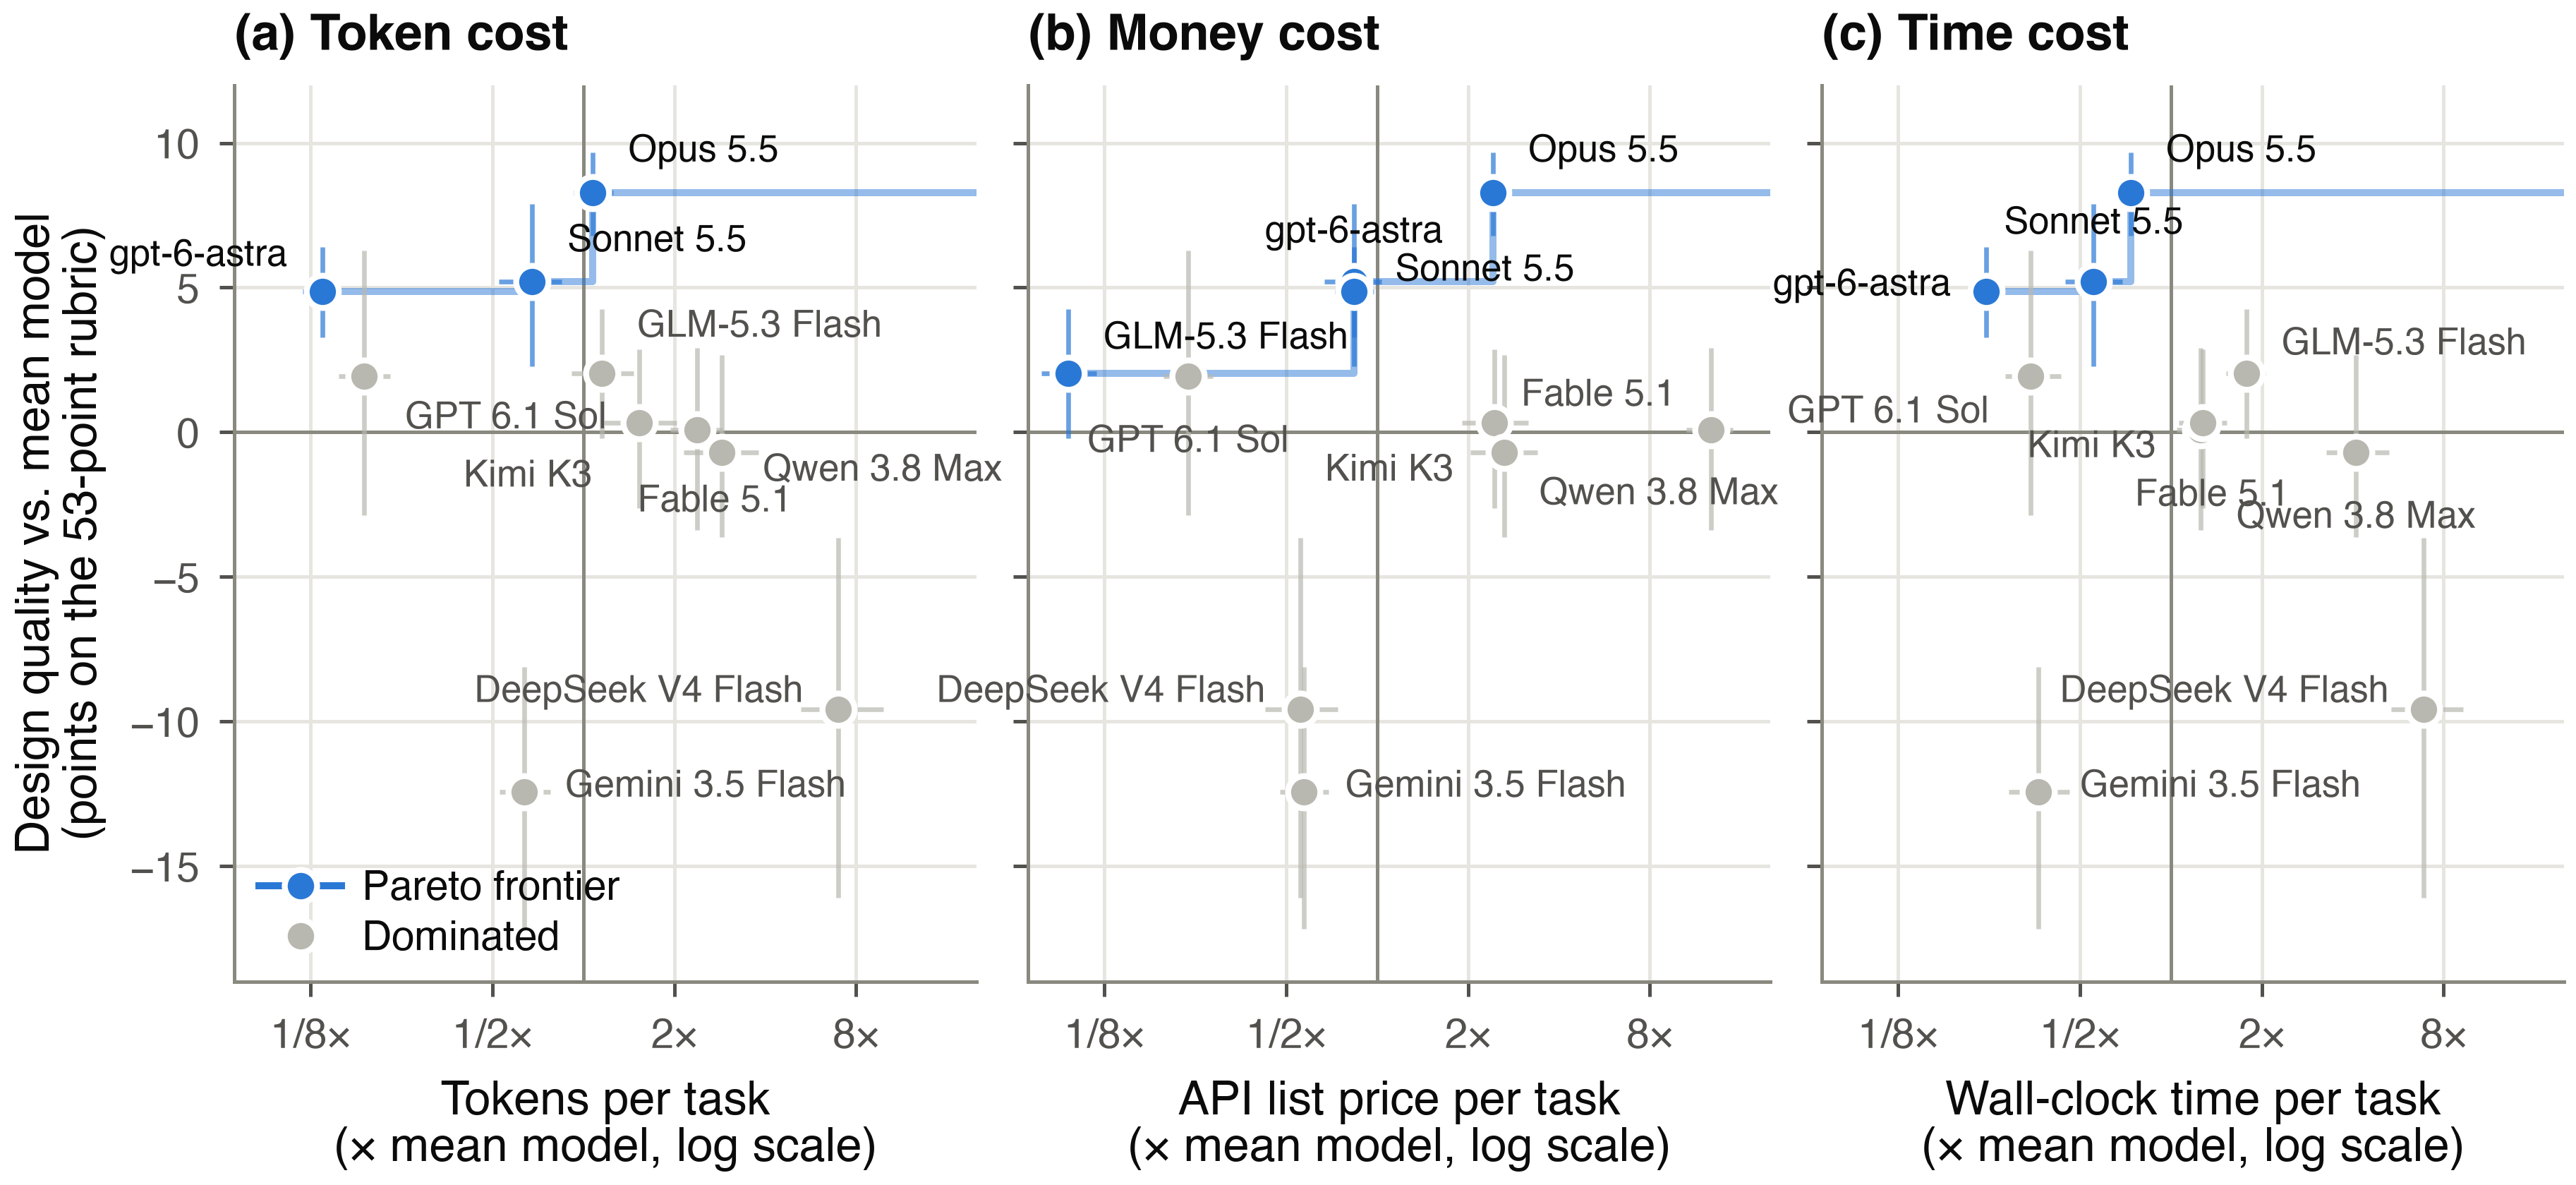 (a) Token cost
(b) Money cost
(c) Time cost
Design quality vs. mean model
(points on the 53-point rubric)
10
5
0
−5
−10
−15
Opus 5.5
Sonnet 5.5
gpt-6-astra
GLM-5.3 Flash
GPT 6.1 Sol
Kimi K3
Qwen 3.8 Max
Fable 5.1
DeepSeek V4 Flash
Gemini 3.5 Flash
Pareto frontier
Dominated
1/8×
1/2×
2×
8×
Tokens per task
(× mean model, log scale)
Opus 5.5
gpt-6-astra
Sonnet 5.5
GLM-5.3 Flash
Fable 5.1
GPT 6.1 Sol
Kimi K3
Qwen 3.8 Max
DeepSeek V4 Flash
Gemini 3.5 Flash
1/8×
1/2×
2×
8×
API list price per task
(× mean model, log scale)
Opus 5.5
Sonnet 5.5
gpt-6-astra
GLM-5.3 Flash
GPT 6.1 Sol
Kimi K3
Fable 5.1
Qwen 3.8 Max
DeepSeek V4 Flash
Gemini 3.5 Flash
1/8×
1/2×
2×
8×
Wall-clock time per task
(× mean model, log scale)